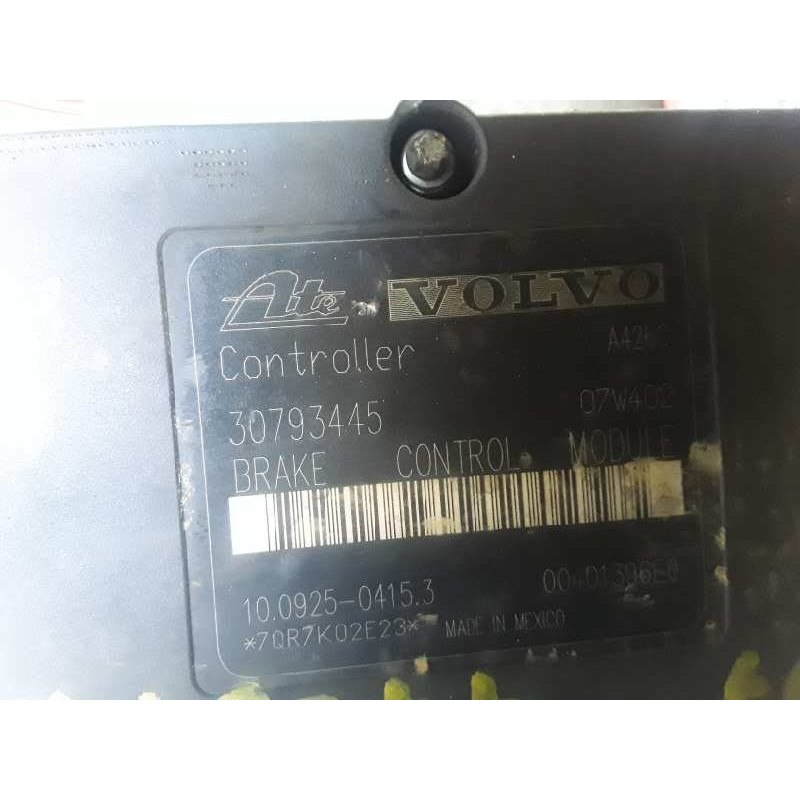 Ate VOLVO
Controller
30793445 07W402
BRAKE CONTROL MODULE
10.0925-0415.3
*7QR7K02E23* MADE IN MEXICO